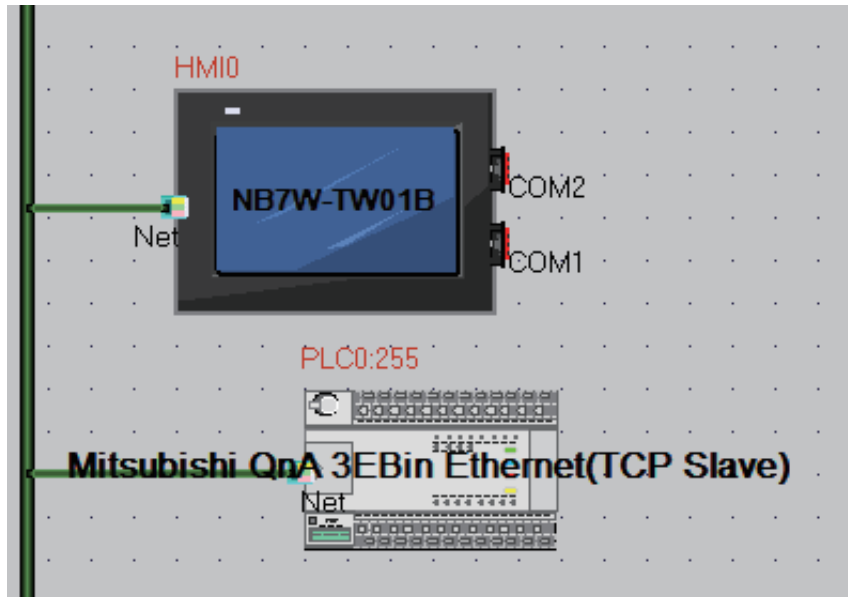 HMI0
NB7W-TW01B
COM2
Net
COM1
PLC0:255
Mitsubishi QnA 3EBin Ethernet(TCP Slave)
Net